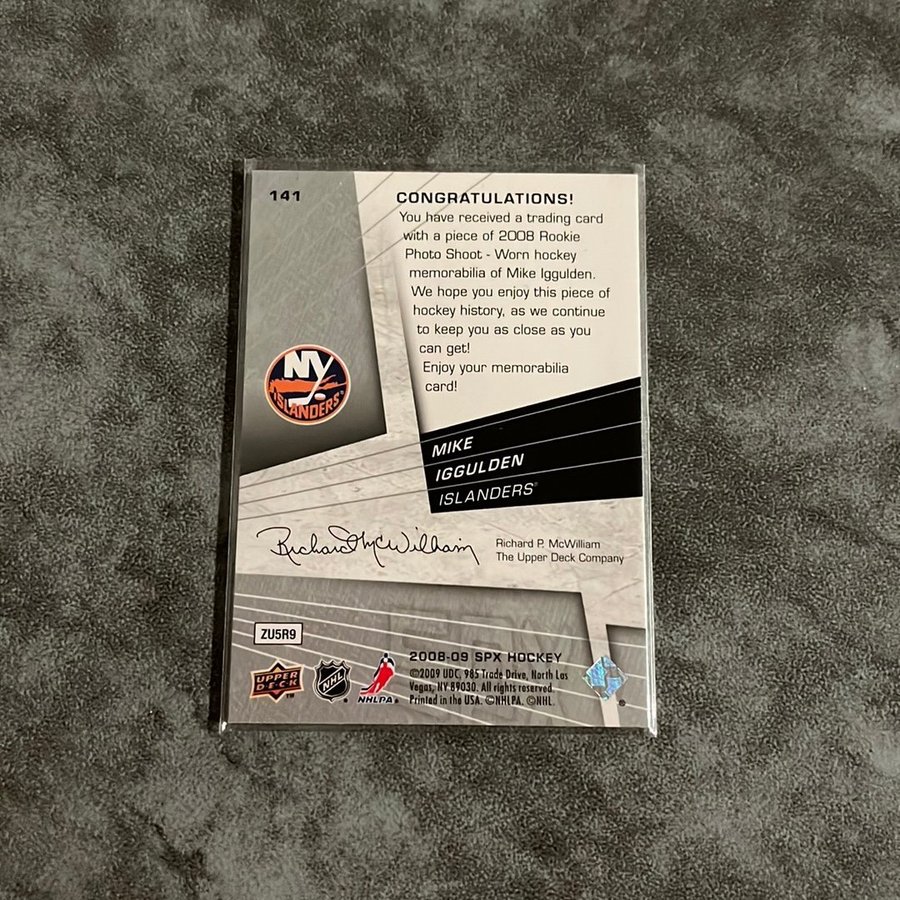 141
CONGRATULATIONS!
You have received a trading card
with a piece of 2008 Rookie
Photo Shoot - Worn hockey
memorabilia of Mike Iggulden.
We hope you enjoy this piece of
hockey history, as we continue
to keep you as close as you
can get!
Enjoy your memorabilia
card!
NY
ISLANDERS
MIKE
IGGULDEN
ISLANDERS®
Richard McWilliam
Richard P. McWilliam
The Upper Deck Company
ZU5R9
2008-09 SPX HOCKEY
©2009 UDC, 985 Trade Drive, North Las
Vegas, NV 89030. All rights reserved.
Printed in the USA. ©NHLPA. ©NHL.
UPPER
DECK
TM
NHL
®
NHLPA®
®